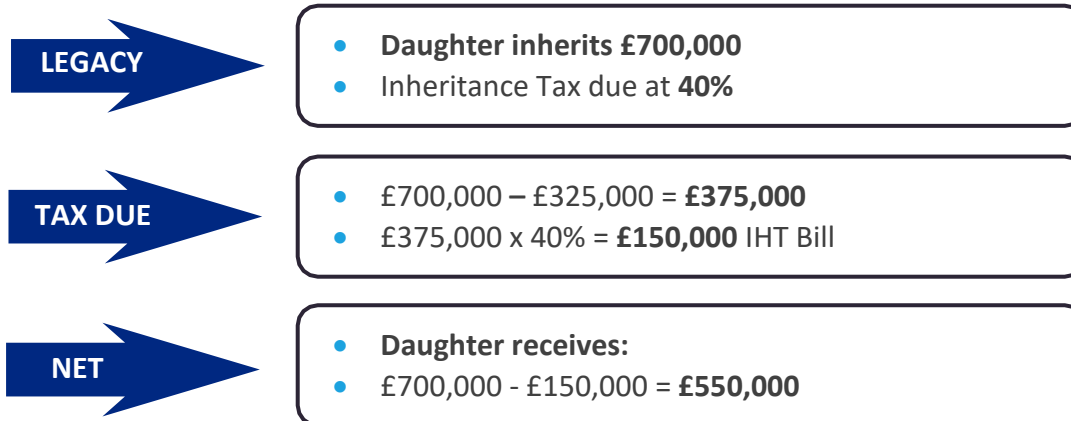 LEGACY
• Daughter inherits £700,000
• Inheritance Tax due at 40%
TAX DUE
• £700,000 – £325,000 = £375,000
• £375,000 x 40% = £150,000 IHT Bill
NET
• Daughter receives:
• £700,000 - £150,000 = £550,000